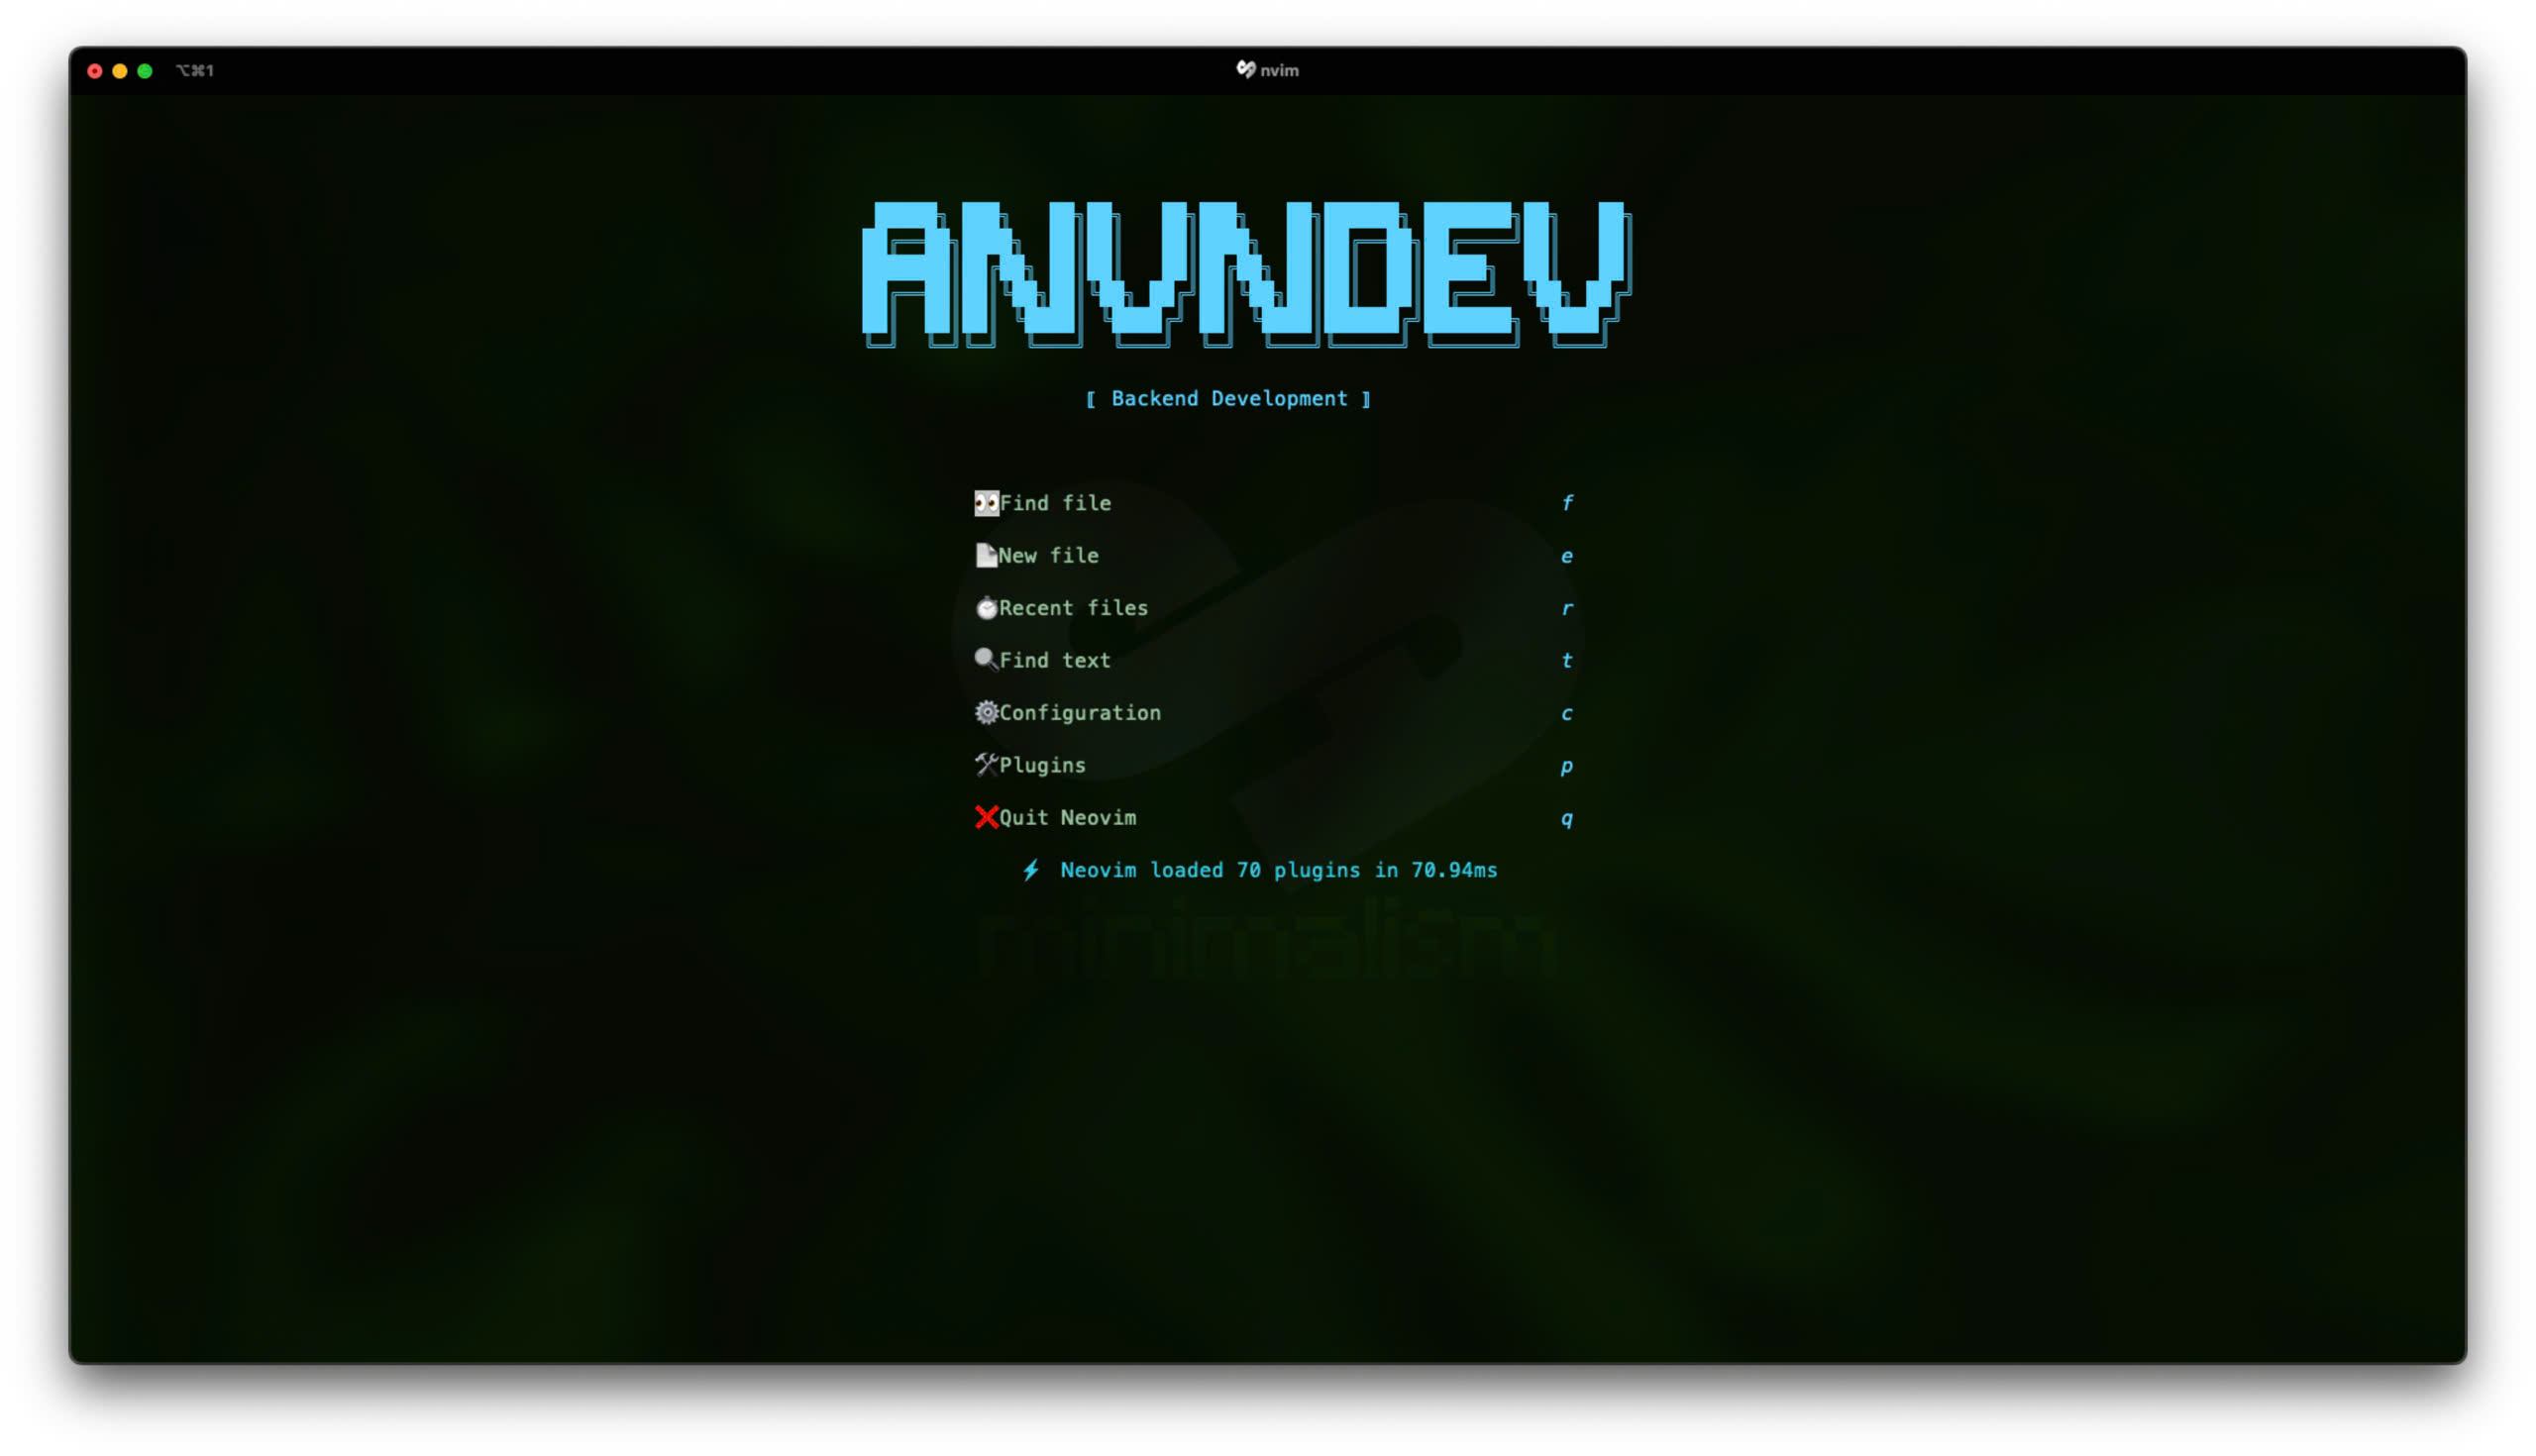 ⌥⌘1
nvim
ANVNDEV
[ Backend Development ]
Find file f
New file e
Recent files r
Find text t
Configuration c
Plugins p
Quit Neovim q
⚡ Neovim loaded 70 plugins in 70.94ms
minimalism